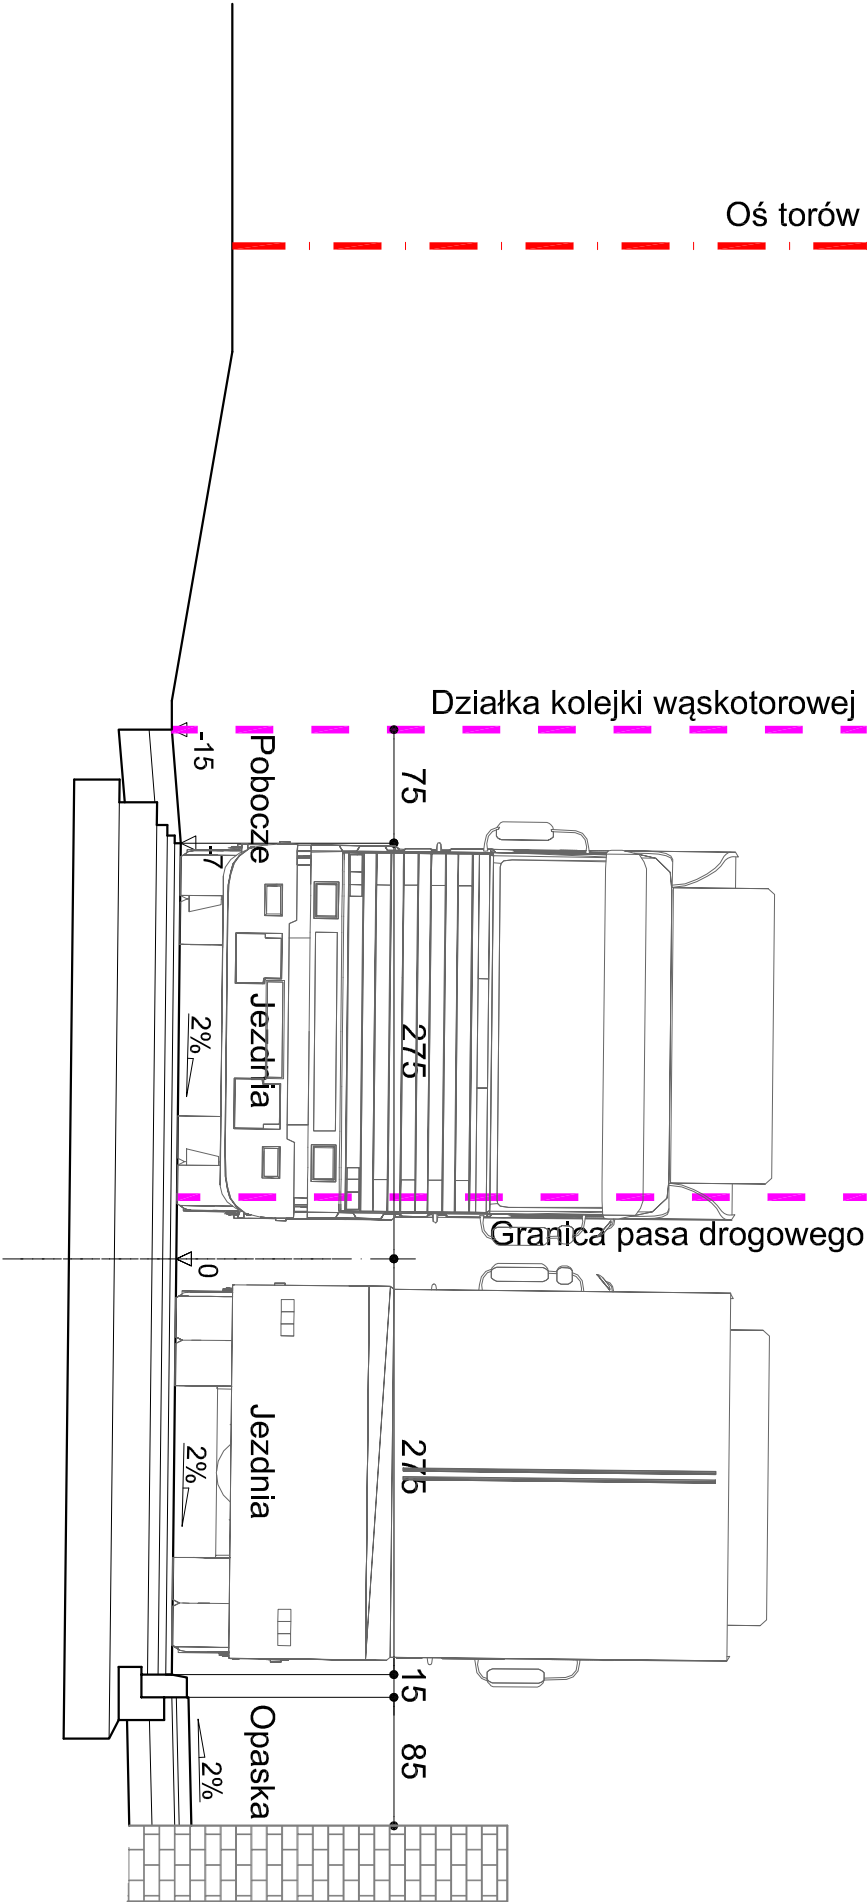 Oś torów
Działka kolejki wąskotorowej
-15
Pobocze
75
-7
2%
Jezdnia
275
Granica pasa drogowego
0
2%
Jezdnia
275
15
2%
Opaska
85